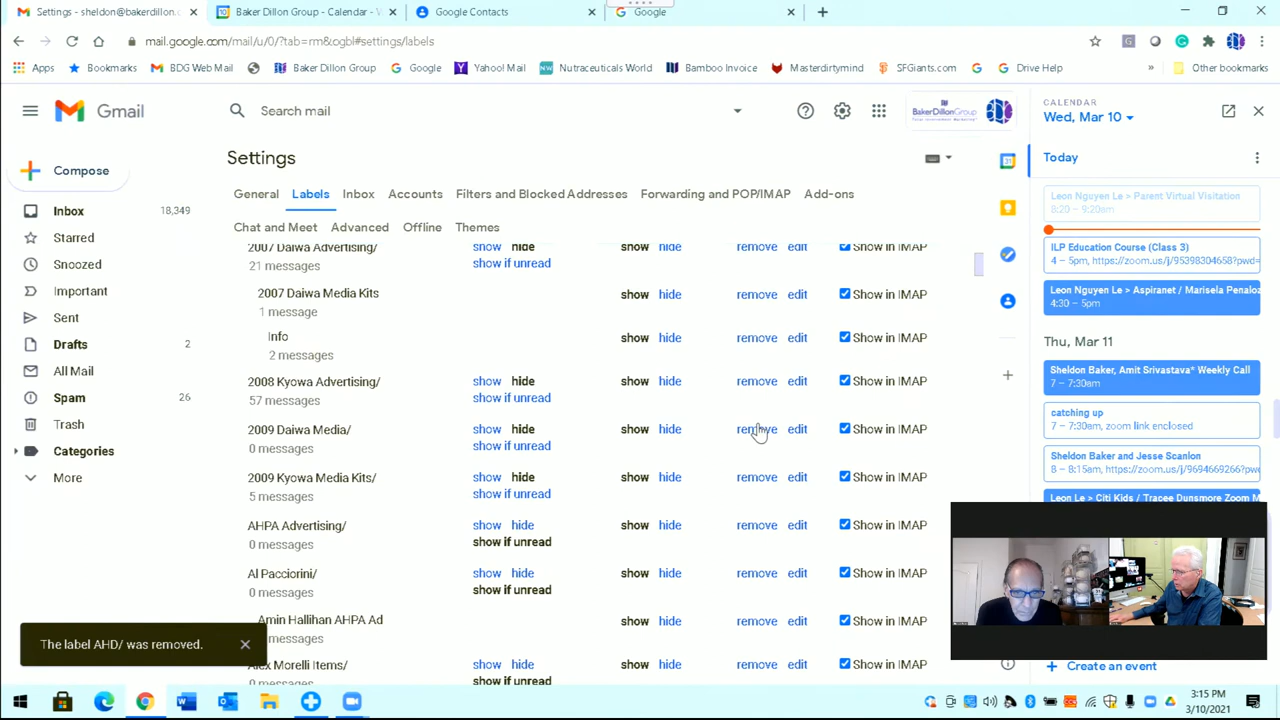 Settings - sheldon@bakerdillon.c
Baker Dillon Group - Calendar - W
Google Contacts
Google
mail.google.com/mail/u/0/?tab=rm&ogbl#settings/labels
Apps
Bookmarks
BDG Web Mail
Baker Dillon Group
Google
Yahoo! Mail
Nutraceuticals World
Bamboo Invoice
Masterdirtymind
SFGiants.com
Drive Help
Other bookmarks
Gmail
Search mail
BakerDillonGroup
CALENDAR
Wed, Mar 10
Compose
Inbox 18,349
Starred
Snoozed
Important
Sent
Drafts 2
All Mail
Spam 26
Trash
Categories
More
Settings
General Labels Inbox Accounts Filters and Blocked Addresses Forwarding and POP/IMAP Add-ons
Chat and Meet Advanced Offline Themes
2007 Daiwa Advertising/ show hide show hide remove edit Show in IMAP
21 messages show if unread
2007 Daiwa Media Kits show hide remove edit Show in IMAP
1 message
Info show hide remove edit Show in IMAP
2 messages
2008 Kyowa Advertising/ show hide show hide remove edit Show in IMAP
57 messages show if unread
2009 Daiwa Media/ show hide show hide remove edit Show in IMAP
0 messages show if unread
2009 Kyowa Media Kits/ show hide show hide remove edit Show in IMAP
5 messages show if unread
AHPA Advertising/ show hide show hide remove edit Show in IMAP
0 messages show if unread
Al Pacciorini/ show hide show hide remove edit Show in IMAP
0 messages show if unread
Amin Hallihan AHPA Ad show hide remove edit Show in IMAP
messages
Alex Morelli Items/ show hide show hide remove edit Show in IMAP
show if unread
The label AHD/ was removed.
Today
Leon Nguyen Le > Parent Virtual Visitation
8:20 – 9:20am
ILP Education Course (Class 3)
4 – 5pm, https://zoom.us/j/95398304658?pwd=
Leon Nguyen Le > Aspiranet / Marisela Penaloz
4:30 – 5pm
Thu, Mar 11
Sheldon Baker, Amit Srivastava* Weekly Call
7 – 7:30am
catching up
7 – 7:30am, zoom link enclosed
Sheldon Baker and Jesse Scanlon
8 – 8:15am, https://zoom.us/j/9694669266?pwd
Leon Le > Citi Kids / Tracee Dunsmore Zoom M
Create an event
3:15 PM
3/10/2021